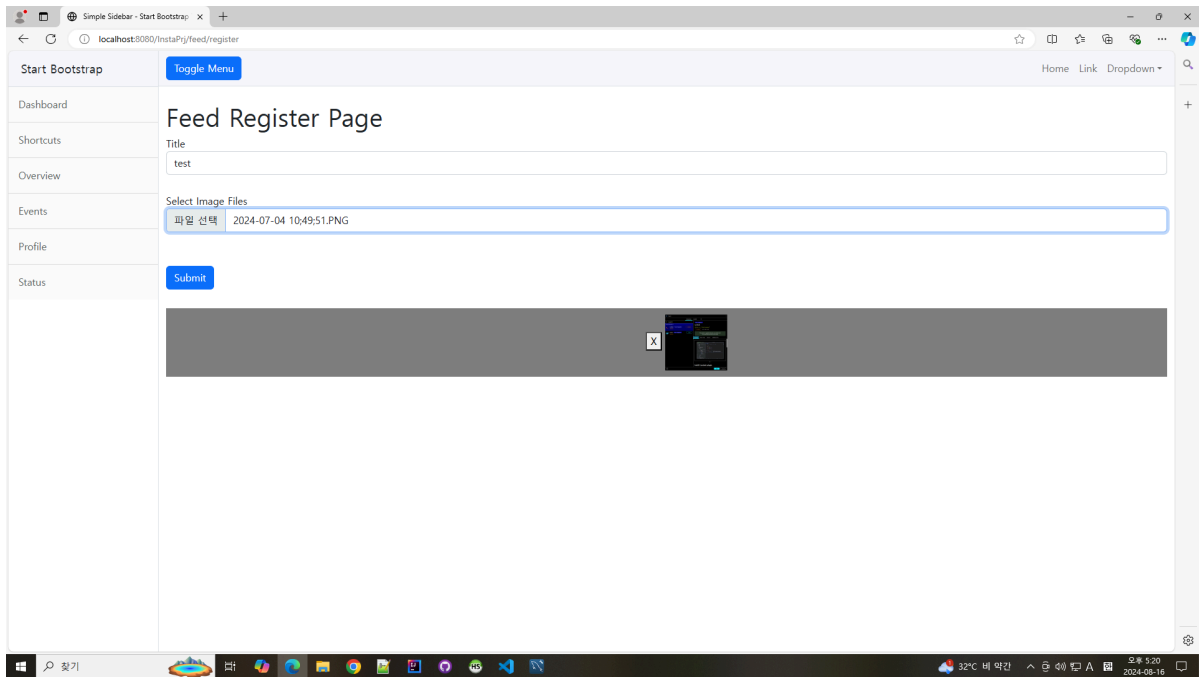 Simple Sidebar - Start Bootstrap
localhost:8080/InstaPrj/feed/register
Start Bootstrap
Toggle Menu
Home Link Dropdown
Dashboard
Shortcuts
Overview
Events
Profile
Status
Feed Register Page
Title
test
Select Image Files
파일 선택 2024-07-04 10;49;51.PNG
Submit
X
찾기
HS
32°C 비 약간
A
오후 5:20
2024-08-16